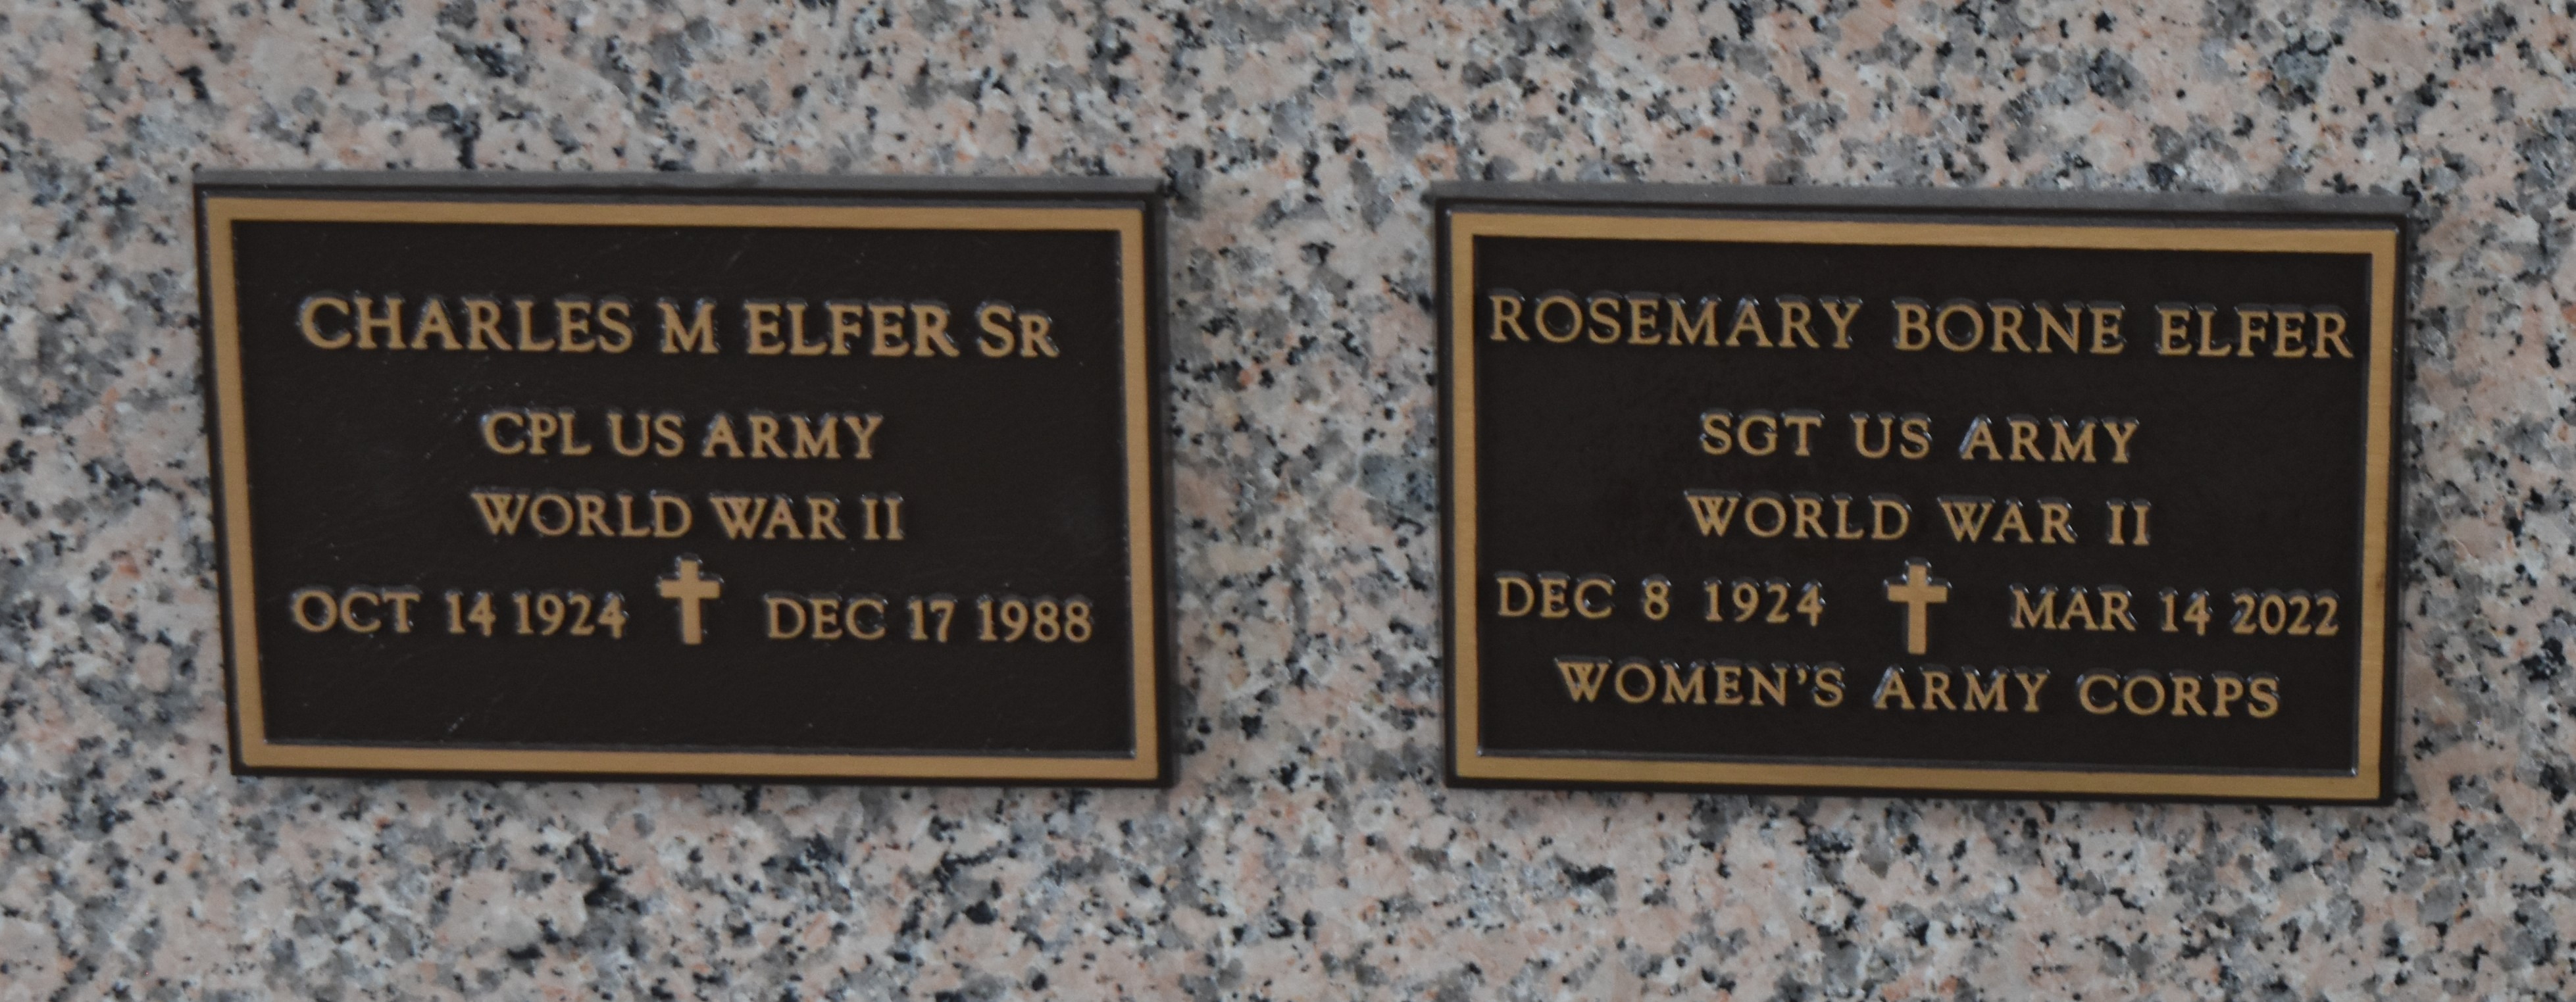 CHARLES M ELFER SR
CPL US ARMY
WORLD WAR II
OCT 14 1924 DEC 17 1988
ROSEMARY BORNE ELFER
SGT US ARMY
WORLD WAR II
DEC 8 1924 MAR 14 2022
WOMEN'S ARMY CORPS